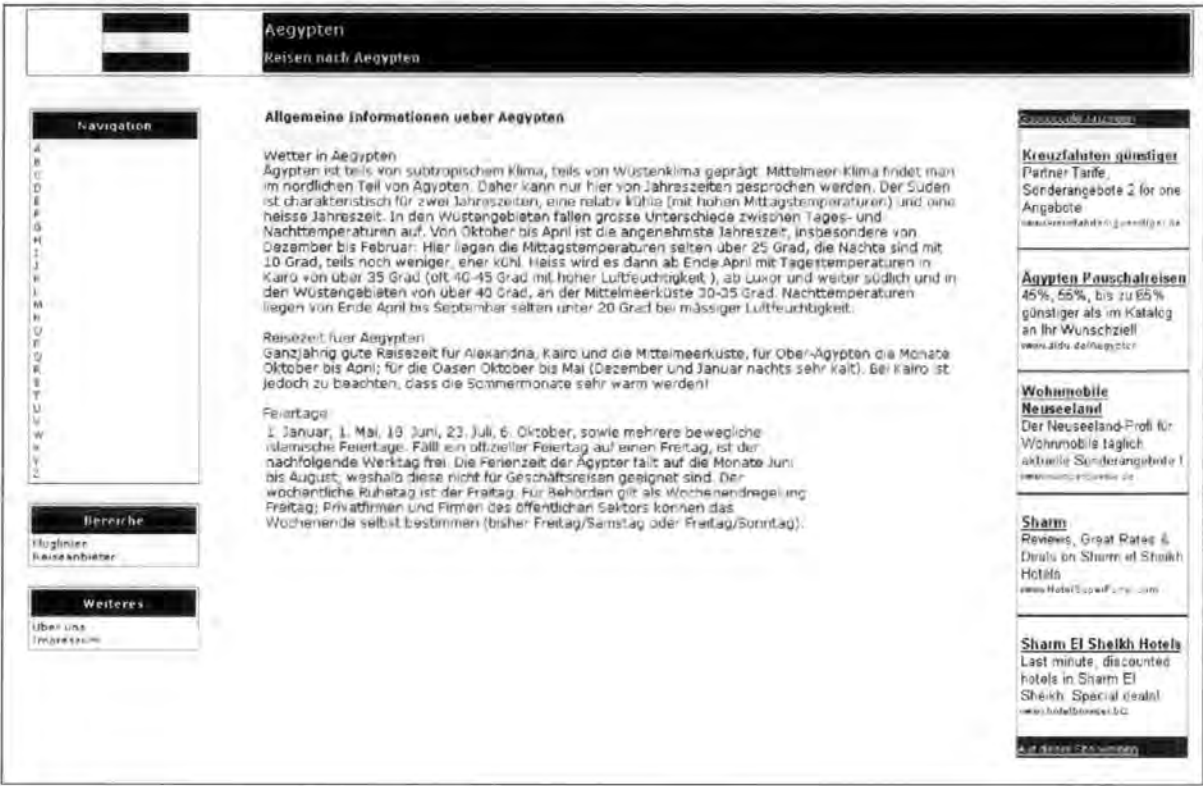 Aegypten
Reisen nach Aegypten
Navigation
A
B
C
D
E
F
G
H
I
J
K
L
M
N
O
P
Q
R
S
T
U
V
W
X
Y
Z
Bereiche
Fluglinien
Reiseanbieter
Weiteres
Über uns
Impressum
Allgemeine Informationen ueber Aegypten
Wetter in Aegypten
Ägypten ist teils von subtropischem Klima, teils von Wüstenklima geprägt. Mittelmeer-Klima findet man
im nördlichen Teil von Ägypten. Daher kann nur hier von Jahreszeiten gesprochen werden. Der Süden
ist charakteristisch für zwei Jahreszeiten, eine relativ kühle (mit hohen Mittagstemperaturen) und eine
heisse Jahreszeit. In den Wüstengebieten fallen grosse Unterschiede zwischen Tages- und
Nachttemperaturen auf. Von Oktober bis April ist die angenehmste Jahreszeit, insbesondere von
Dezember bis Februar. Hier liegen die Mittagstemperaturen selten über 25 Grad, die Nächte sind mit
10 Grad, teils noch weniger, eher kühl. Heiss wird es dann ab Ende April mit Tagestemperaturen in
Kairo von über 35 Grad (oft 40-45 Grad mit hoher Luftfeuchtigkeit ), ab Luxor und weiter südlich und in
den Wüstengebieten von über 40 Grad, an der Mittelmeerküste 30-35 Grad. Nachttemperaturen
liegen von Ende April bis September selten unter 20 Grad bei mässiger Luftfeuchtigkeit.
Reisezeit fuer Aegypten
Ganzjährig gute Reisezeit für Alexandria, Kairo und die Mittelmeerküste, für Ober-Ägypten die Monate
Oktober bis April; für die Oasen Oktober bis Mai (Dezember und Januar nachts sehr kalt). Bei Kairo ist
jedoch zu beachten, dass die Sommermonate sehr warm werden!
Feiertage
1. Januar, 1. Mai, 19. Juni, 23. Juli, 6. Oktober, sowie mehrere bewegliche
islamische Feiertage. Fällt ein offizieller Feiertag auf einen Freitag, ist der
nachfolgende Werktag frei. Die Ferienzeit der Ägypter fällt auf die Monate Juni
bis August, weshalb diese nicht für Geschäftsreisen geeignet sind. Der
wöchentliche Ruhetag ist der Freitag. Für Behörden gilt als Wochenendregelung
Freitag; Privatfirmen und Firmen des öffentlichen Sektors können das
Wochenende selbst bestimmen (bisher Freitag/Samstag oder Freitag/Sonntag).
Kreuzfahrten günstiger
Partner Tarife,
Sonderangebote 2 for one
Angebote
Ägypten Pauschalreisen
45%, 55%, bis zu 65%
günstiger als im Katalog
an Ihr Wunschziel!
www.aldu.de/Aegypten
Wohnmobile
Neuseeland
Der Neuseeland-Profi für
Wohnmobile täglich
aktuelle Sonderangebote !
Sharm
Reviews, Great Rates &
Deals on Sharm el Sheikh
Hotels
Sharm El Sheikh Hotels
Last minute, discounted
hotels in Sharm El
Sheikh. Special deals!
www.hotelbrowser.biz
Auf dieser Site werben